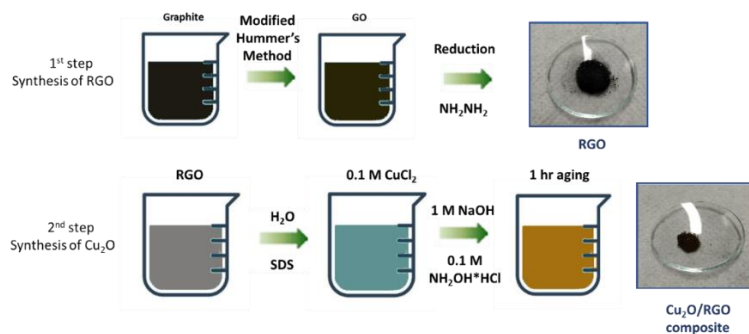 1st step
Synthesis of RGO
Graphite
Modified
Hummer's
Method
GO
Reduction
NH2NH2
RGO
2nd step
Synthesis of Cu2O
RGO
H2O
SDS
0.1 M CuCl2
1 M NaOH
0.1 M
NH2OH*HCl
1 hr aging
Cu2O/RGO
composite